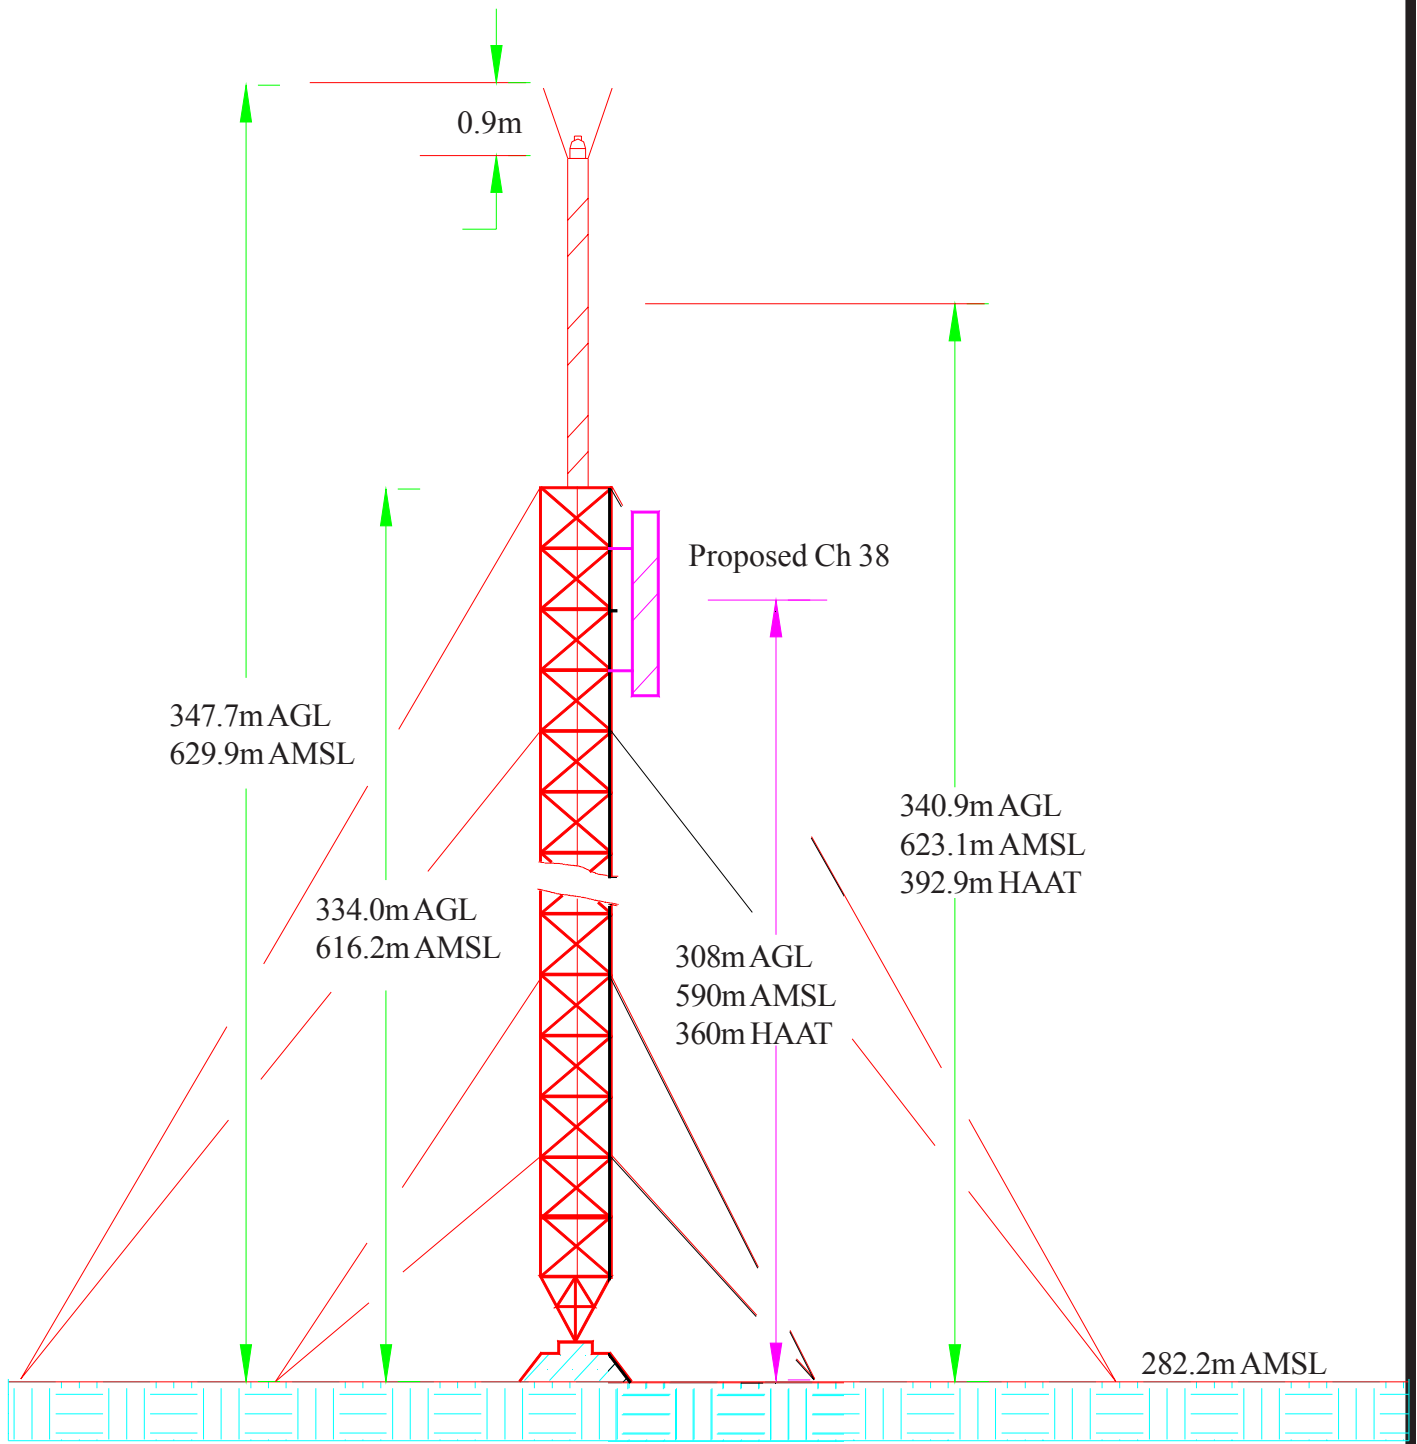 0.9m
Proposed Ch 38
347.7m AGL
629.9m AMSL
340.9m AGL
623.1m AMSL
392.9m HAAT
334.0m AGL
616.2m AMSL
308m AGL
590m AMSL
360m HAAT
282.2m AMSL